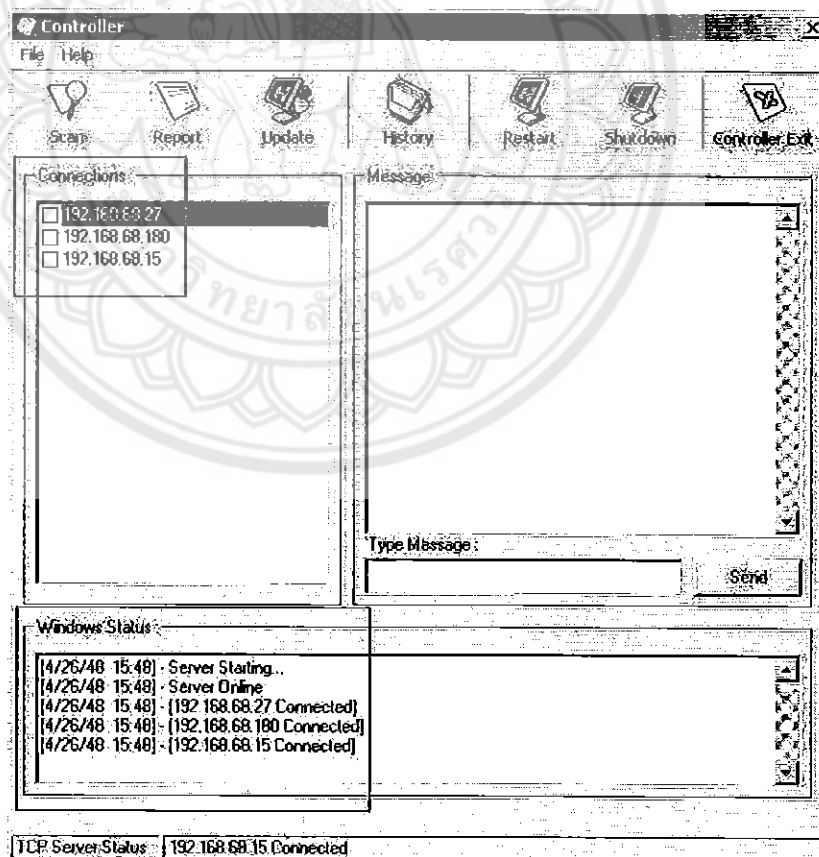 Controller
File Help
Scan Report Update History Restart Shutdown Controller Exit
Connections :
Message :
192.168.68.27
192.168.68.180
192.168.68.15
Type Message :
Send
Windows Status :
[4/26/48 15:48] - Server Starting...
[4/26/48 15:48] - Server Online
[4/26/48 15:48] - [192.168.68.27 Connected]
[4/26/48 15:48] - [192.168.68.180 Connected]
[4/26/48 15:48] - [192.168.68.15 Connected]
TCP Server Status : 192.168.68.15 Connected